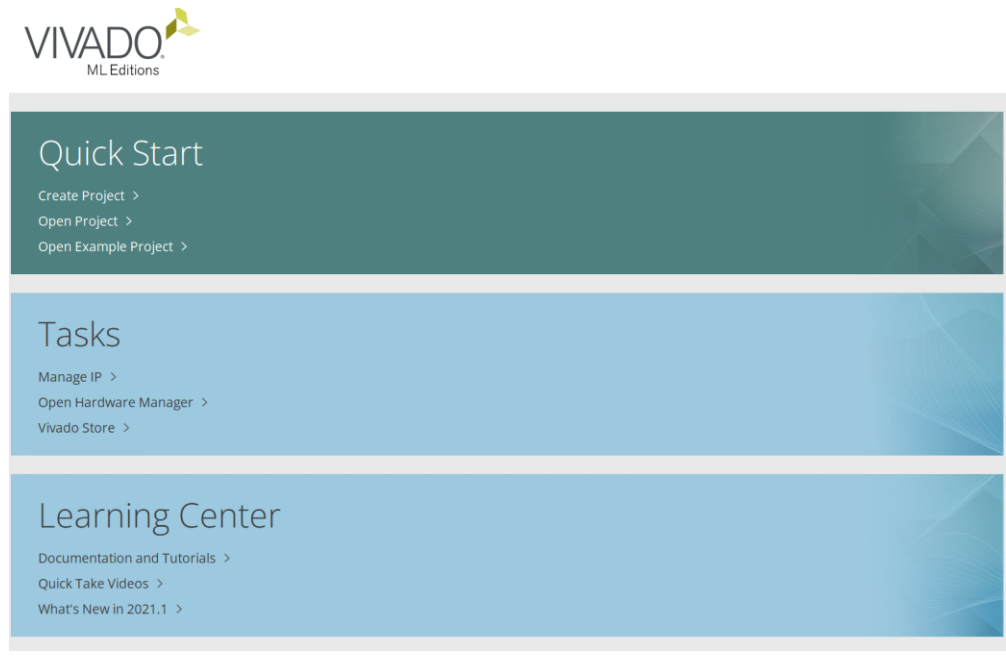 VIVADO.
ML Editions
Quick Start
Create Project >
Open Project >
Open Example Project >
Tasks
Manage IP >
Open Hardware Manager >
Vivado Store >
Learning Center
Documentation and Tutorials >
Quick Take Videos >
What's New in 2021.1 >